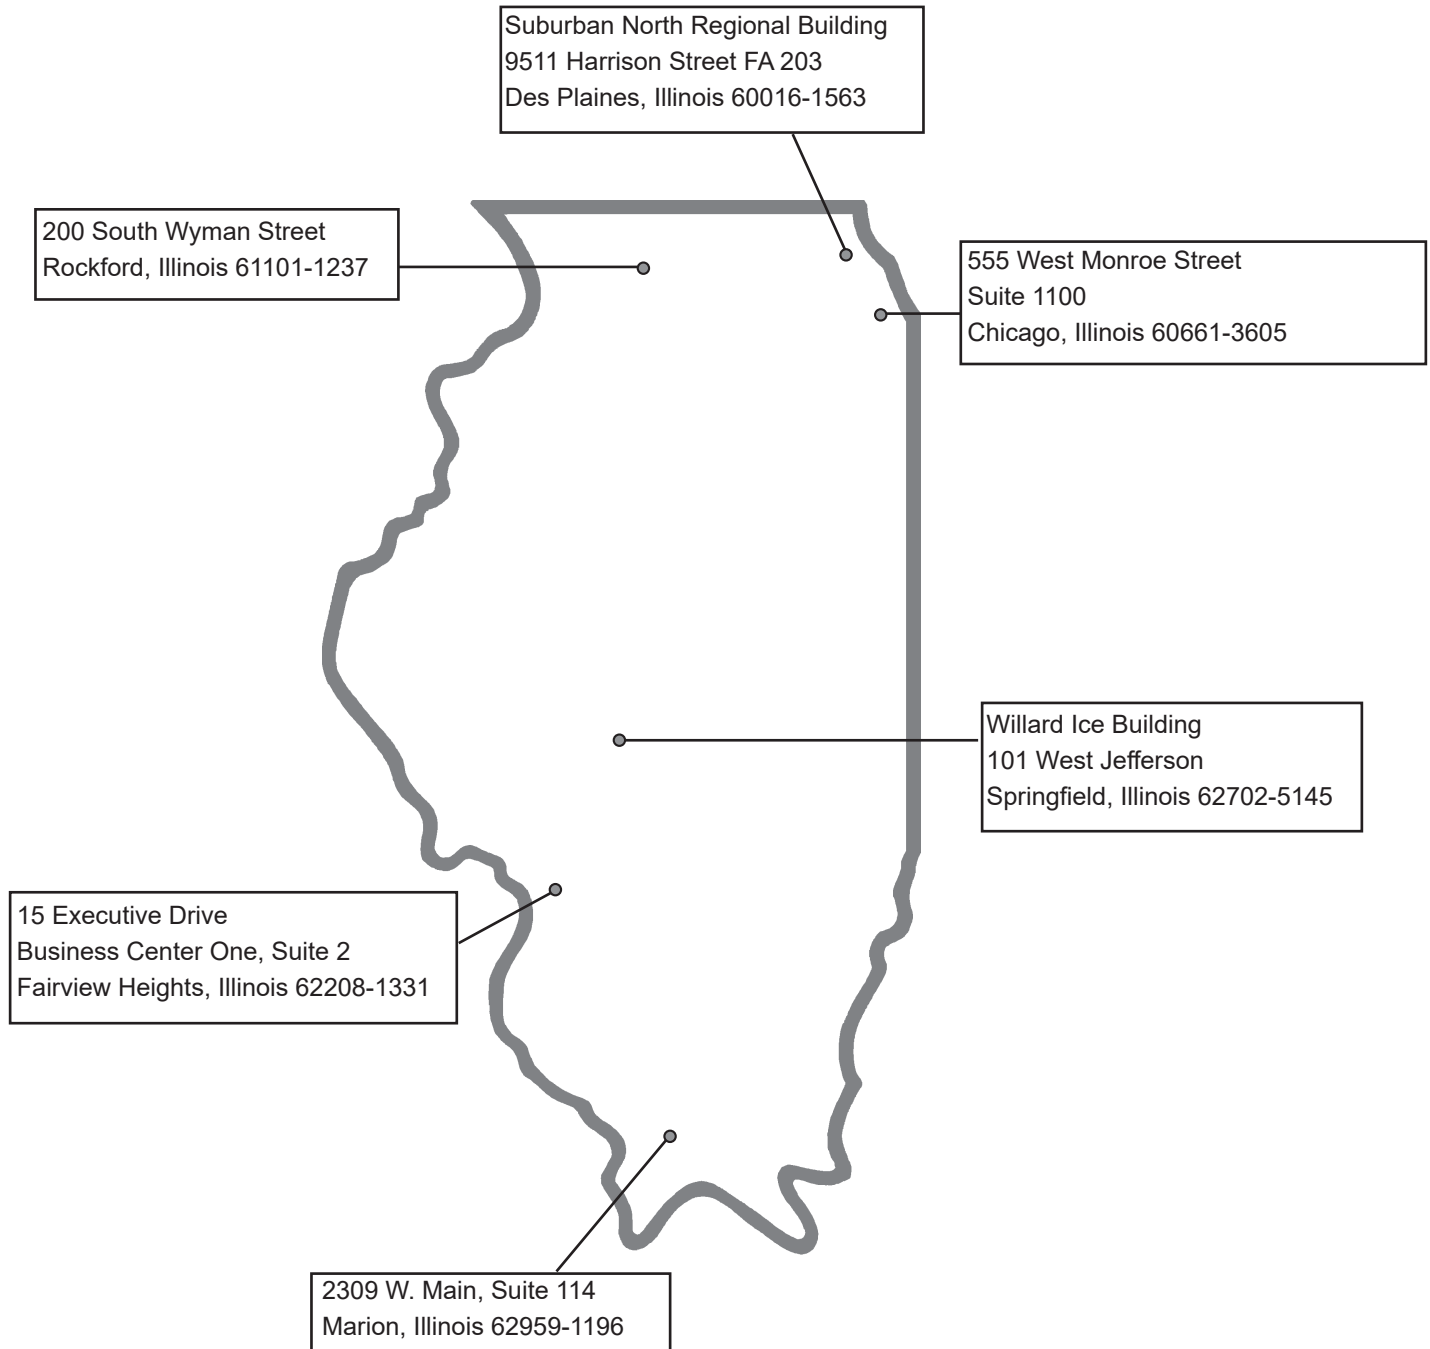 Suburban North Regional Building
9511 Harrison Street FA 203
Des Plaines, Illinois 60016-1563
200 South Wyman Street
Rockford, Illinois 61101-1237
555 West Monroe Street
Suite 1100
Chicago, Illinois 60661-3605
Willard Ice Building
101 West Jefferson
Springfield, Illinois 62702-5145
15 Executive Drive
Business Center One, Suite 2
Fairview Heights, Illinois 62208-1331
2309 W. Main, Suite 114
Marion, Illinois 62959-1196